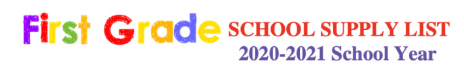 First Grade SCHOOL SUPPLY LIST
2020-2021 School Year